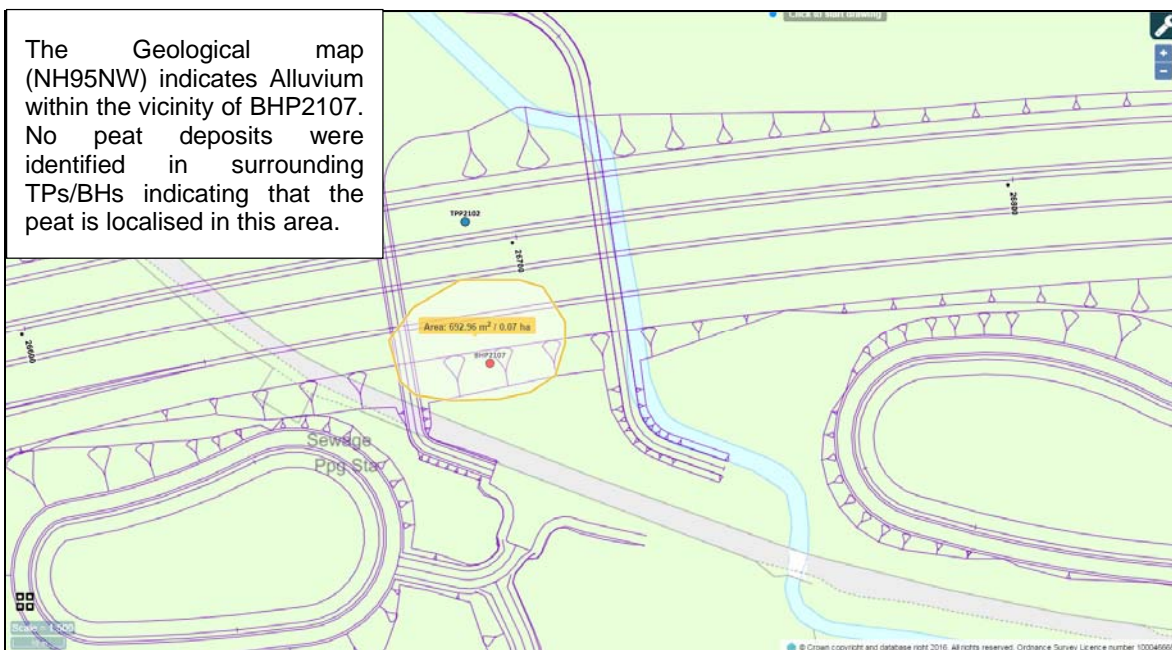 The Geological map
(NH95NW) indicates Alluvium
within the vicinity of BHP2107.
No peat deposits were
identified in surrounding
TPs/BHs indicating that the
peat is localised in this area.
Click to start drawing
+
−
TPP2102
26800
26700
Area: 692.96 m² / 0.07 ha
26600
BHP2107
Sewage
Ppg Sta
Scale = 1:500
© Crown copyright and database right 2016. All rights reserved. Ordnance Survey Licence number